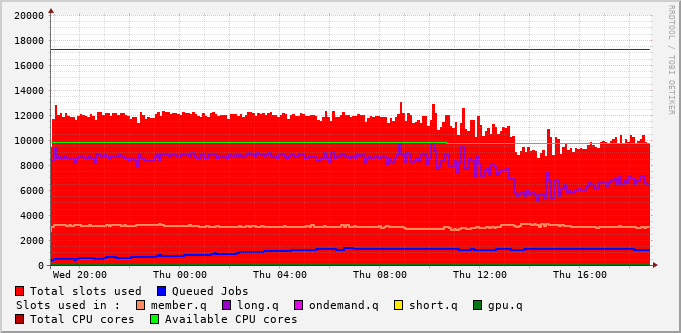 20000
18000
16000
14000
12000
10000
8000
6000
4000
2000
0
Wed 20:00 Thu 00:00 Thu 04:00 Thu 08:00 Thu 12:00 Thu 16:00
RRDTOOL / TOBI OETIKER
Total slots used Queued Jobs
Slots used in : member.q long.q ondemand.q short.q gpu.q
Total CPU cores Available CPU cores